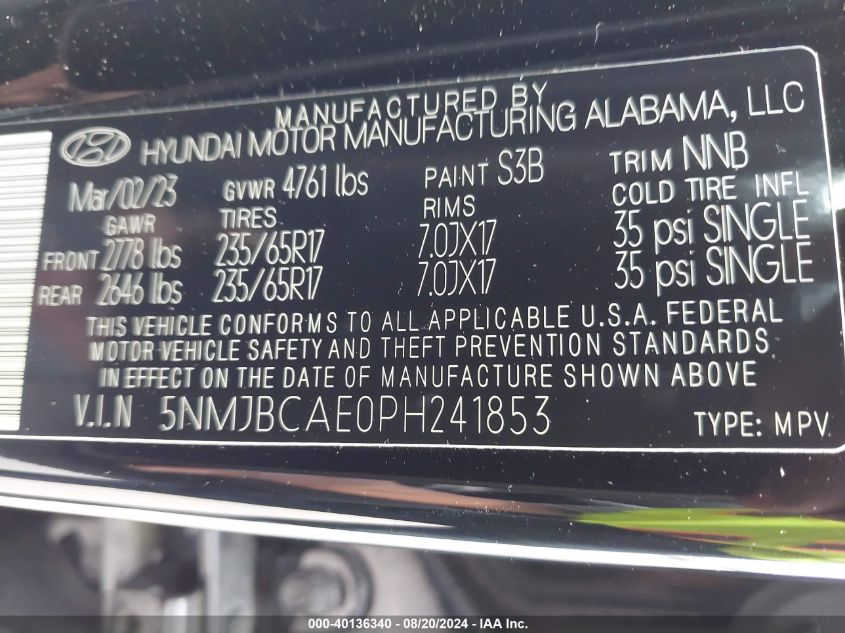 MANUFACTURED BY
HYUNDAI MOTOR MANUFACTURING ALABAMA, LLC
Mar/02/23 GVWR 4761 lbs PAINT S3B TRIM NNB
GAWR TIRES RIMS COLD TIRE INFL
FRONT 2778 lbs 235/65R17 7.0JX17 35 psi SINGLE
REAR 2646 lbs 235/65R17 7.0JX17 35 psi SINGLE
THIS VEHICLE CONFORMS TO ALL APPLICABLE U.S.A. FEDERAL
MOTOR VEHICLE SAFETY AND THEFT PREVENTION STANDARDS
IN EFFECT ON THE DATE OF MANUFACTURE SHOWN ABOVE
V.I.N 5NMJBCAE0PH241853 TYPE: MPV
000-40136340 - 08/20/2024 - IAA Inc.